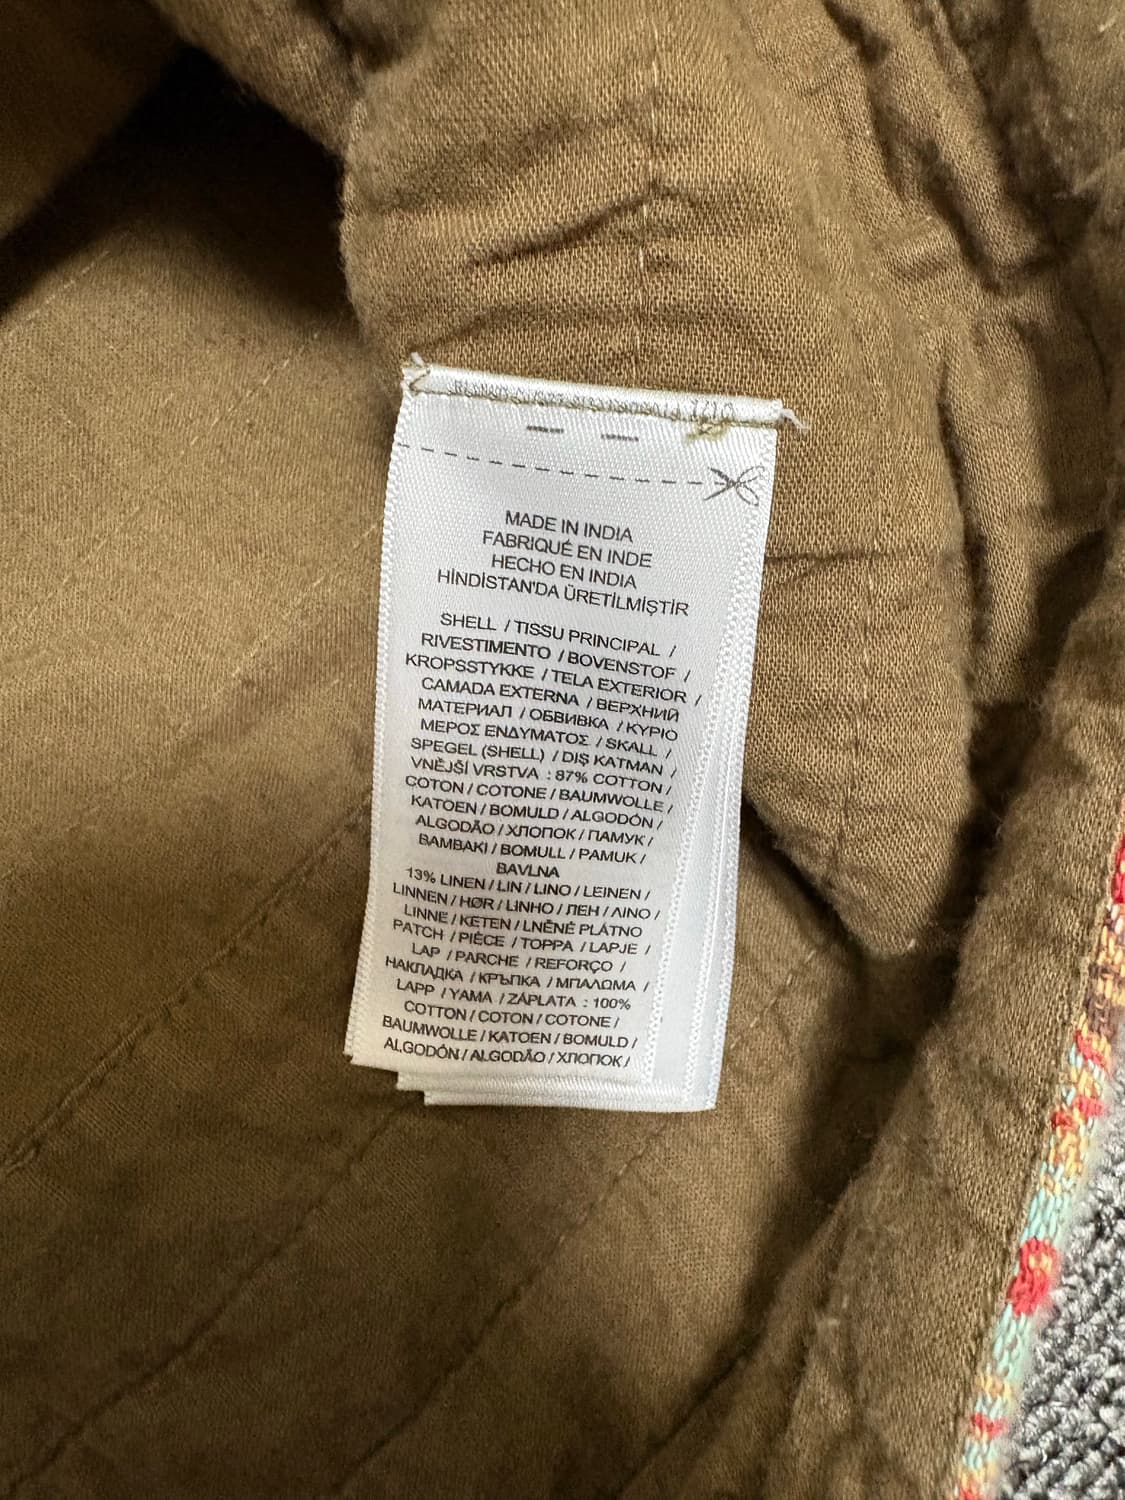 MADE IN INDIA
FABRIQUÉ EN INDE
HECHO EN INDIA
HİNDİSTAN'DA ÜRETİLMİŞTİR
SHELL / TISSU PRINCIPAL /
RIVESTIMENTO / BOVENSTOF /
KROPSSTYKKE / TELA EXTERIOR /
CAMADA EXTERNA / ВЕРХНИЙ
МАТЕРИАЛ / ОБВИВКА / ΚΥΡΙΟ
ΜΕΡΟΣ ΕΝΔΥΜΑΤΟΣ / SKALL /
SPEGEL (SHELL) / DIŞ KATMAN /
VNĚJŠÍ VRSTVA : 87% COTTON /
COTON / COTONE / BAUMWOLLE /
KATOEN / BOMULD / ALGODÓN /
ALGODÃO / ХЛОПОК / ПАМУК /
BAMBAKI / BOMULL / PAMUK /
BAVLNA
13% LINEN / LIN / LINO / LEINEN /
LINNEN / HØR / LINHO / ЛЕН / ΛΙΝΟ /
LINNE / KETEN / LNĚNÉ PLÁTNO
PATCH / PIÈCE / TOPPA / LAPJE /
LAP / PARCHE / REFORÇO /
НАКЛАДКА / КРЪПКА / ΜΠΑΛΩΜΑ /
LAPP / YAMA / ZÁPLATA : 100%
COTTON / COTON / COTONE /
BAUMWOLLE / KATOEN / BOMULD /
ALGODÓN / ALGODÃO / ХЛОПОК /